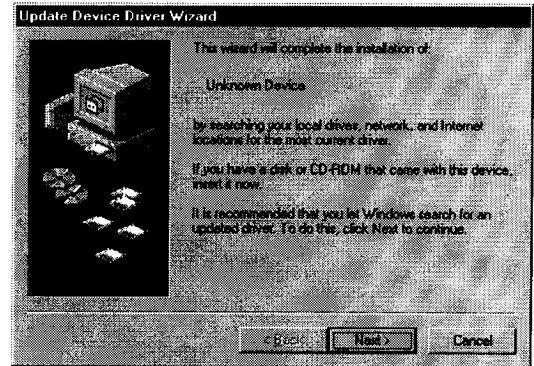 Update Device Driver Wizard
This wizard will complete the installation of:
Unknown Device
by searching your local drives, network, and Internet
locations for the most current driver.
If you have a disk or CD-ROM that came with this device,
insert it now.
It is recommended that you let Windows search for an
updated driver. To do this, click Next to continue.
< Back
Next >
Cancel